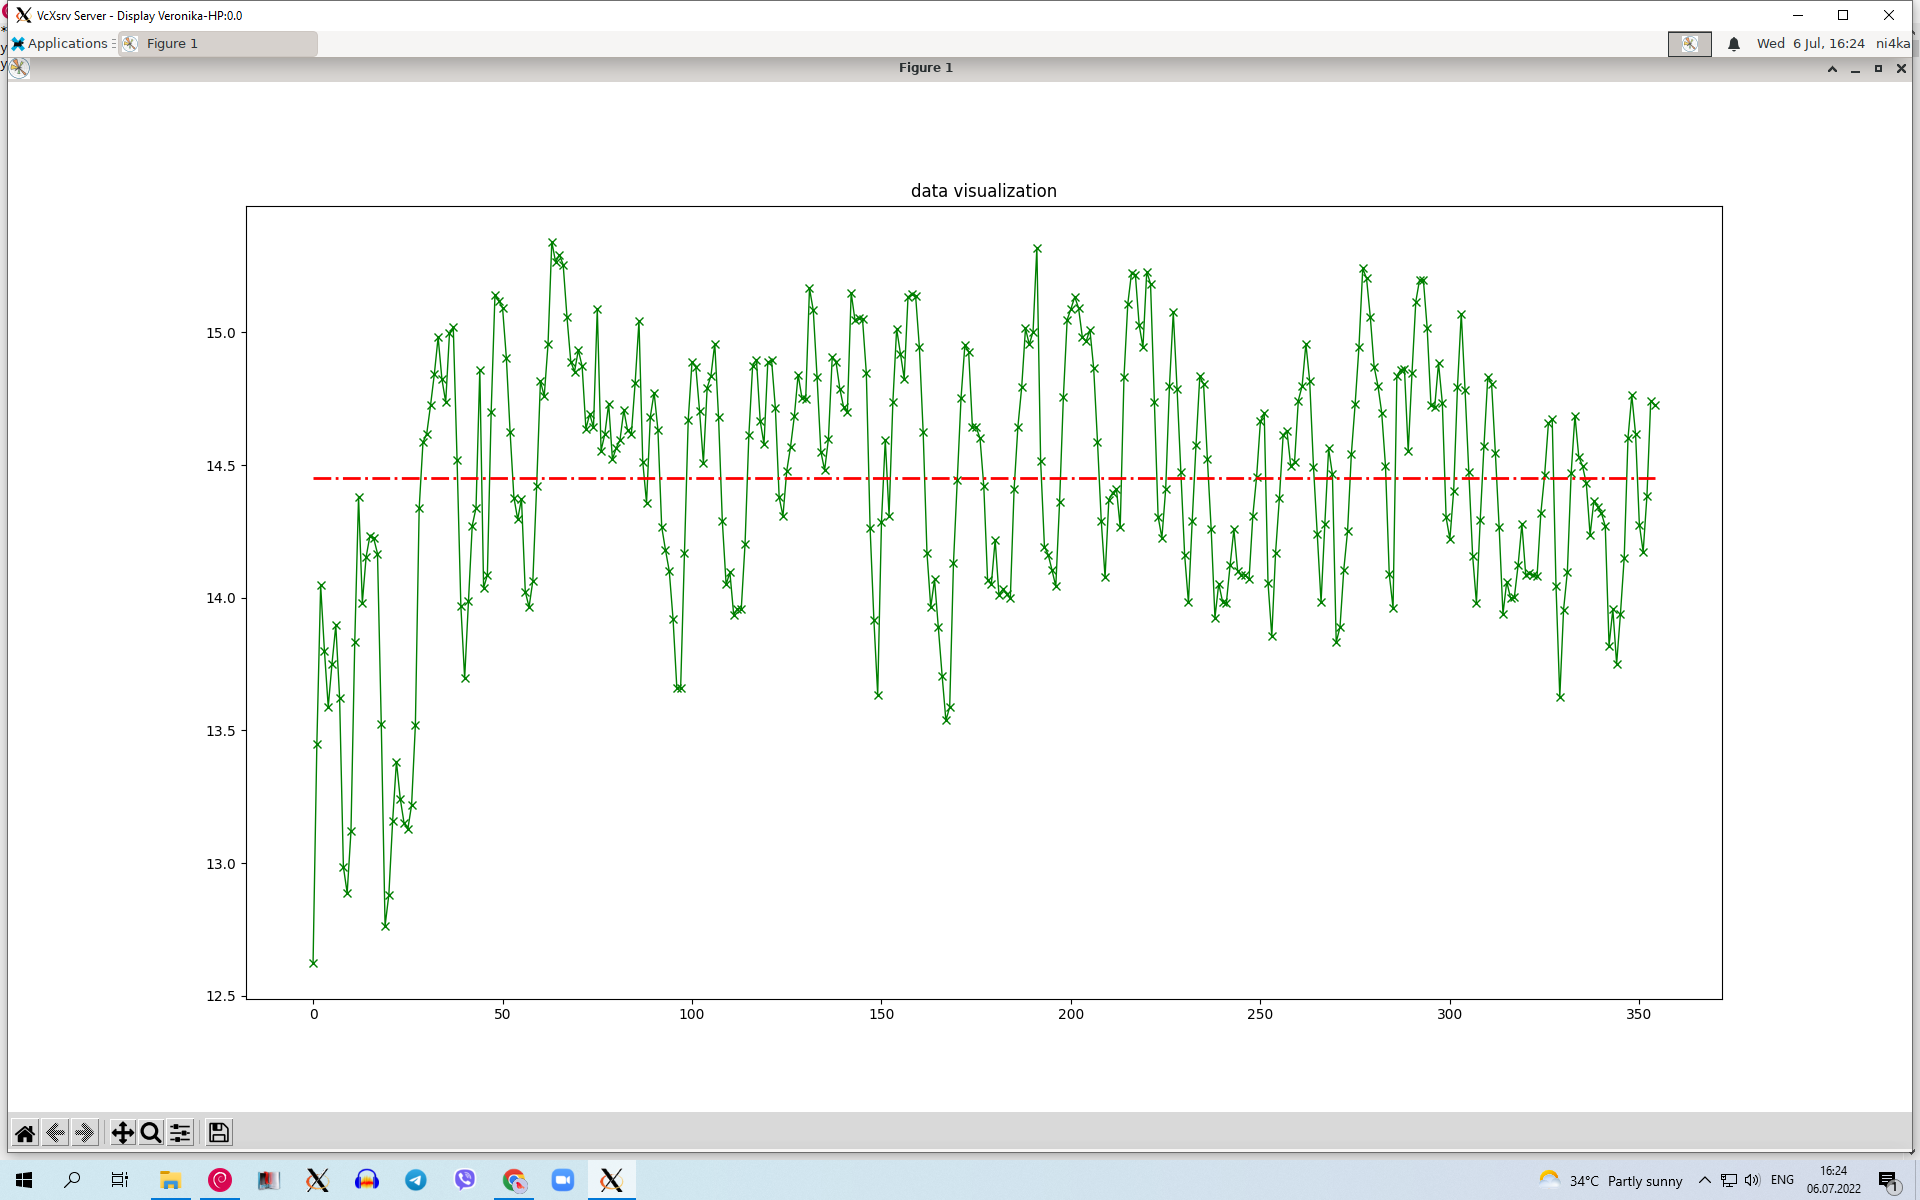 VcXsrv Server - Display Veronika-HP:0.0
Applications
Figure 1
Wed 6 Jul, 16:24 ni4ka
Figure 1
data visualization
15.0
14.5
14.0
13.5
13.0
12.5
0 50 100 150 200 250 300 350
34°C Partly sunny
ENG
16:24
06.07.2022
1